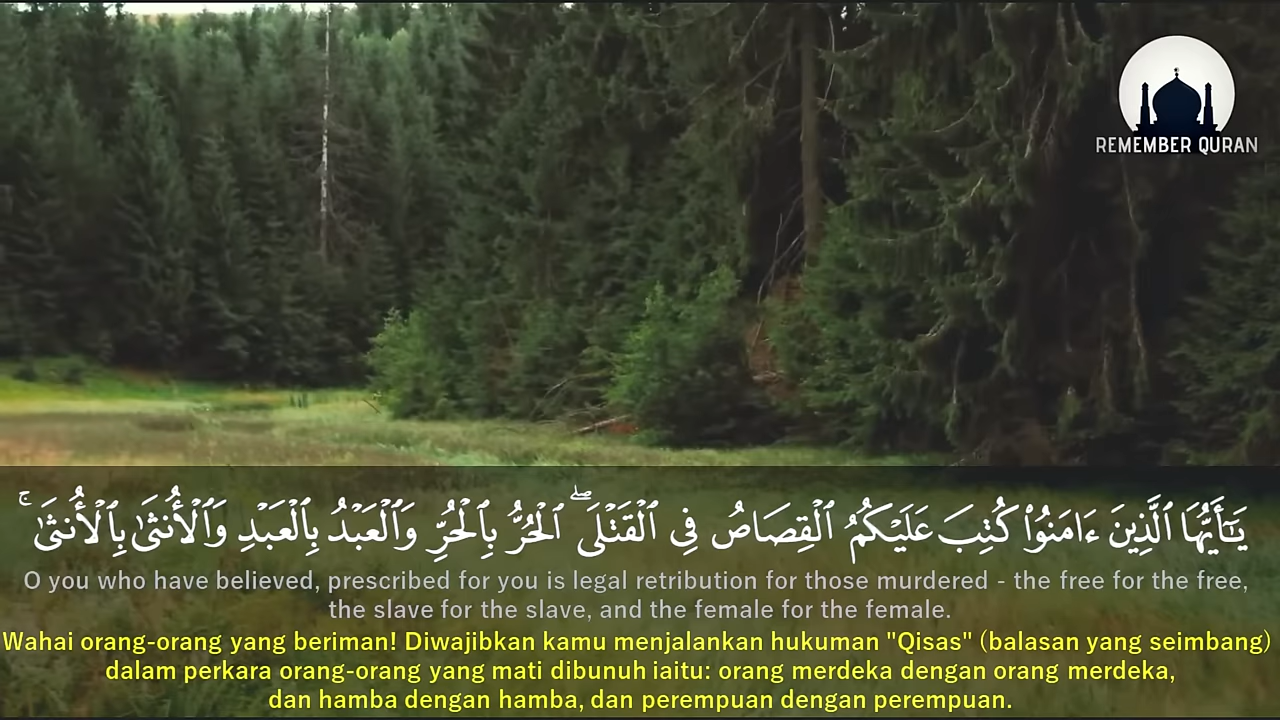 REMEMBER QURAN
يَـٰٓأَيُّهَا ٱلَّذِينَ ءَامَنُوا۟ كُتِبَ عَلَيْكُمُ ٱلْقِصَاصُ فِى ٱلْقَتْلَى ۖ ٱلْحُرُّ بِٱلْحُرِّ وَٱلْعَبْدُ بِٱلْعَبْدِ وَٱلْأُنثَىٰ بِٱلْأُنثَىٰ ۚ
O you who have believed, prescribed for you is legal retribution for those murdered - the free for the free,
the slave for the slave, and the female for the female.
Wahai orang-orang yang beriman! Diwajibkan kamu menjalankan hukuman "Qisas" (balasan yang seimbang)
dalam perkara orang-orang yang mati dibunuh iaitu: orang merdeka dengan orang merdeka,
dan hamba dengan hamba, dan perempuan dengan perempuan.